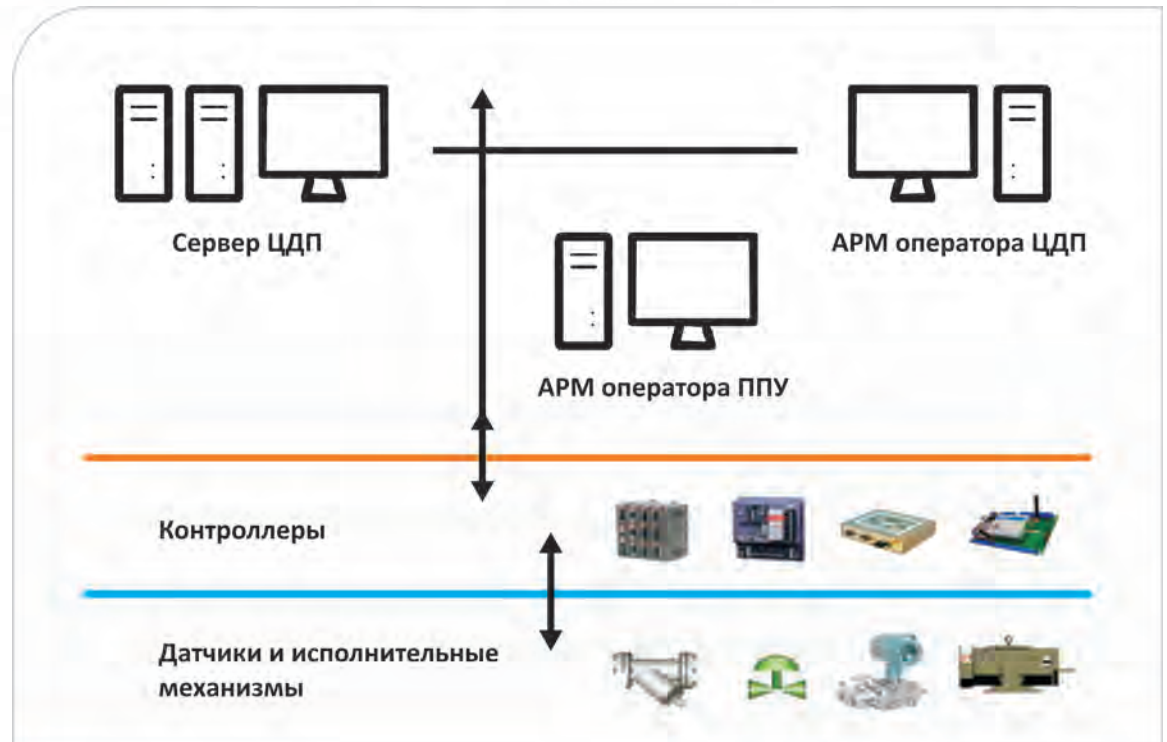 Сервер ЦДП
АРМ оператора ЦДП
АРМ оператора ППУ
Контроллеры
Датчики и исполнительные
механизмы